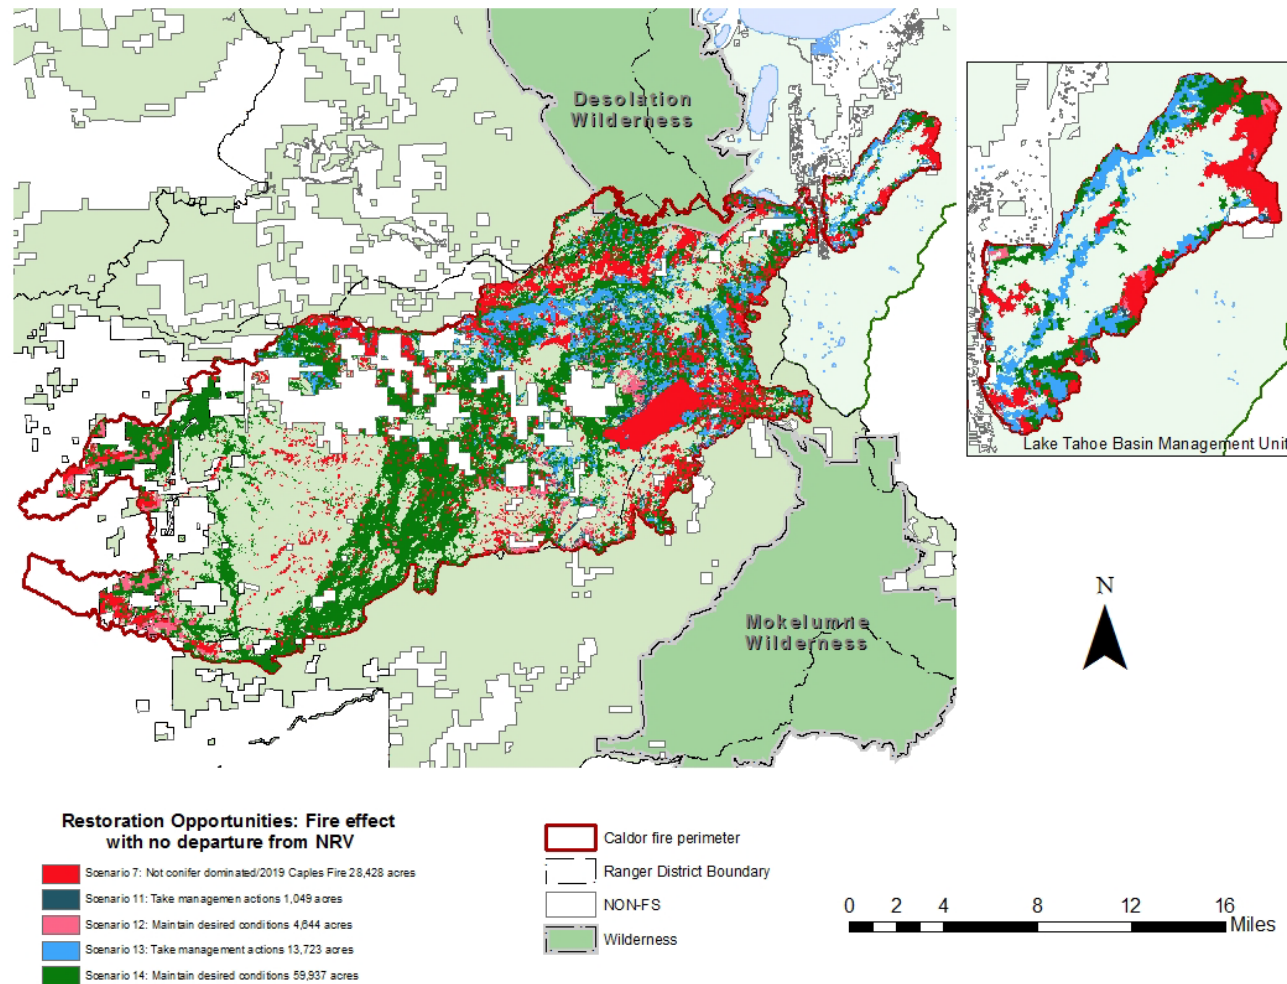 Desolation
Wilderness
Lake Tahoe Basin Management Unit
Mokelumne
Wilderness
N
Restoration Opportunities: Fire effect
with no departure from NRV
Scenario 7: Not conifer dominated/2019 Caples Fire 28,428 acres
Scenario 11: Take managemen actions 1,049 acres
Scenario 12: Maintain desired conditions 4,644 acres
Scenario 13: Take management actions 13,723 acres
Scenario 14: Maintain desired conditions 59,937 acres
Caldor fire perimeter
Ranger District Boundary
NON-FS
Wilderness
0 2 4 8 12 16
Miles